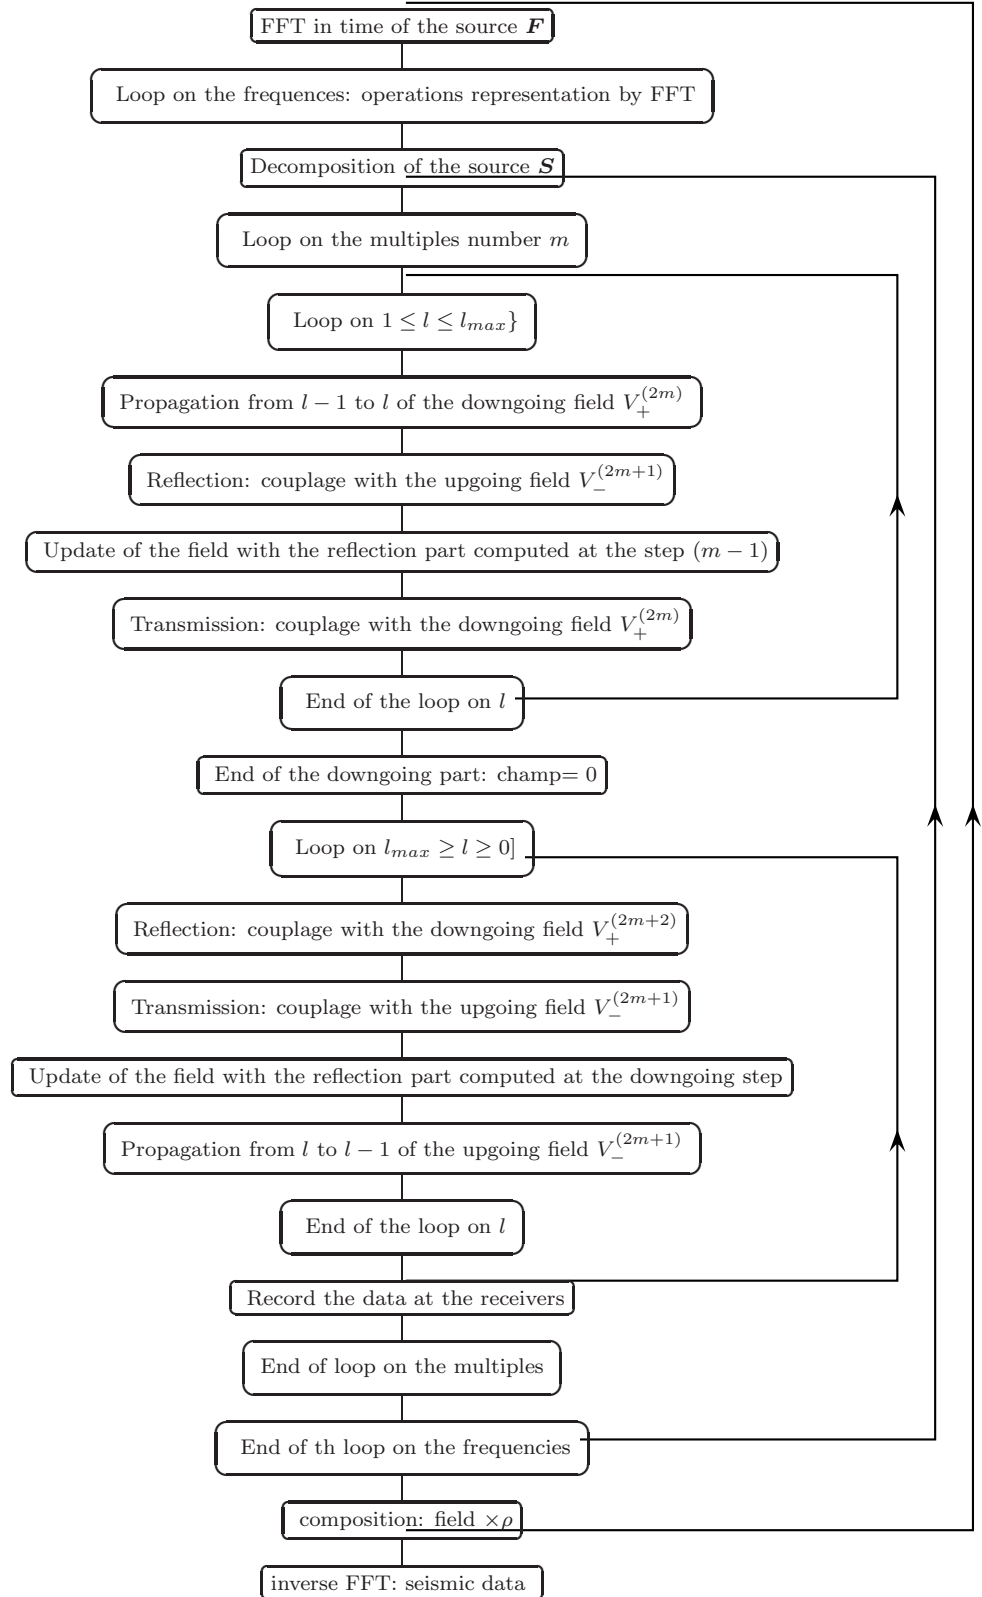 FFT in time of the source F
Loop on the frequences: operations representation by FFT
Decomposition of the source S
Loop on the multiples number m
Loop on 1 ≤ l ≤ l_{max}}
Propagation from l − 1 to l of the downgoing field V_+^{(2m)}
Reflection: couplage with the upgoing field V_−^{(2m+1)}
Update of the field with the reflection part computed at the step (m − 1)
Transmission: couplage with the downgoing field V_+^{(2m)}
End of the loop on l
End of the downgoing part: champ= 0
Loop on l_{max} ≥ l ≥ 0]
Reflection: couplage with the downgoing field V_+^{(2m+2)}
Transmission: couplage with the upgoing field V_−^{(2m+1)}
Update of the field with the reflection part computed at the downgoing step
Propagation from l to l − 1 of the upgoing field V_−^{(2m+1)}
End of the loop on l
Record the data at the receivers
End of loop on the multiples
End of th loop on the frequencies
composition: field ×ρ
inverse FFT: seismic data